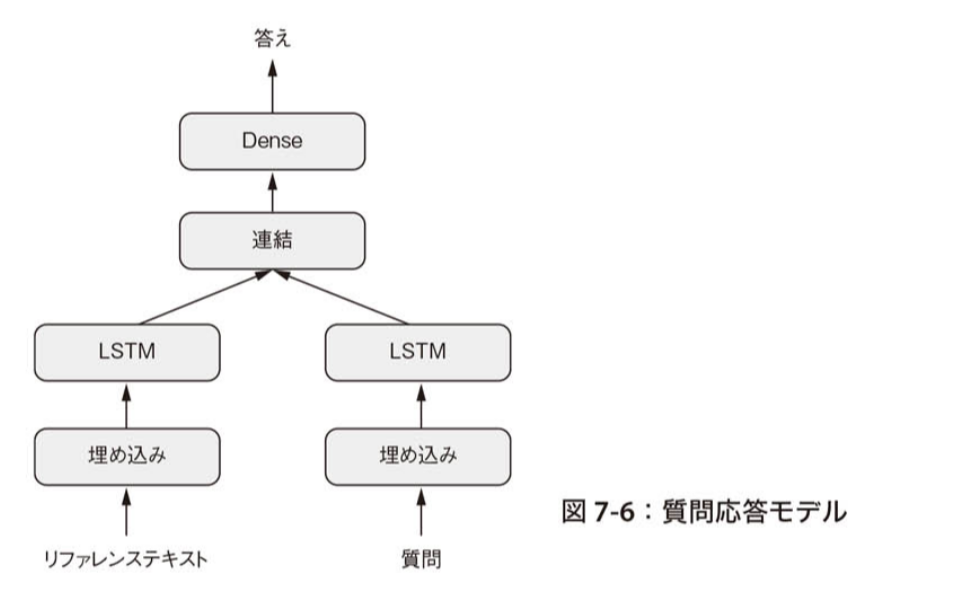 答え
Dense
連結
LSTM
LSTM
埋め込み
埋め込み
リファレンステキスト
質問
図 7-6：質問応答モデル